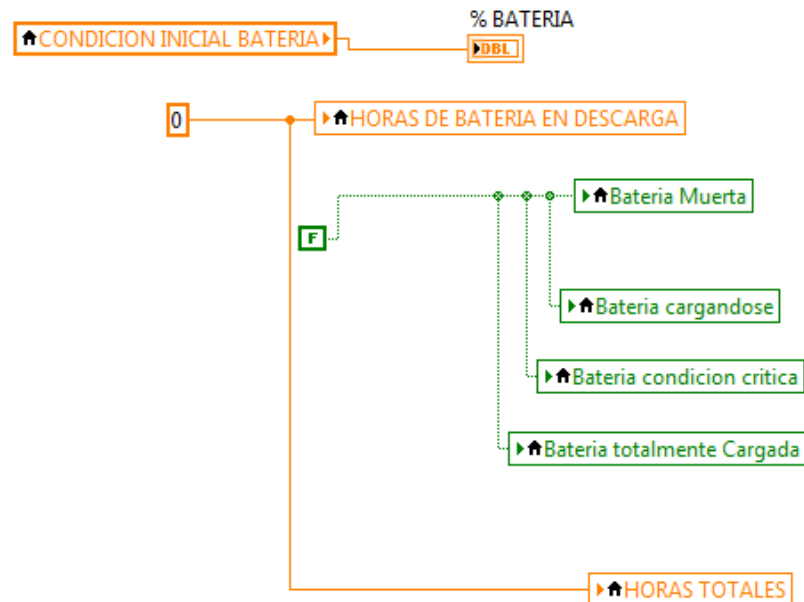 % BATERIA
CONDICION INICIAL BATERIA
DBL
0
HORAS DE BATERIA EN DESCARGA
Bateria Muerta
F
Bateria cargandose
Bateria condicion critica
Bateria totalmente Cargada
HORAS TOTALES